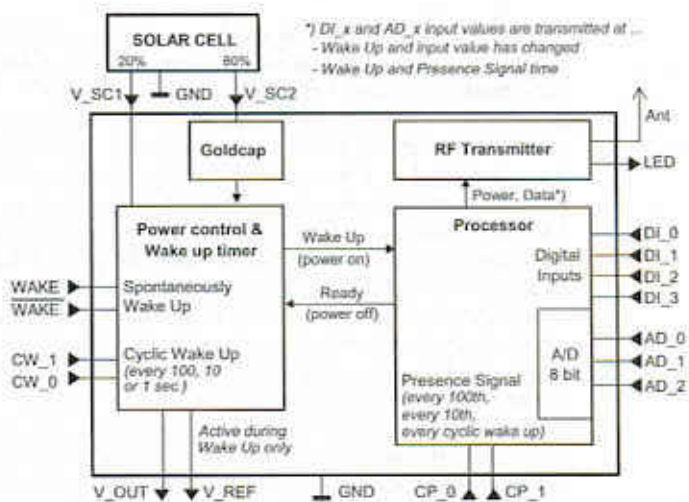 SOLAR CELL
20% 80%
*) DI_x and AD_x input values are transmitted at ...
- Wake Up and input value has changed
- Wake Up and Presence Signal time
V_SC1 GND V_SC2
Ant
Goldcap
RF Transmitter
LED
Power, Data*)
Power control &
Wake up timer
Wake Up
(power on)
Processor
Digital
Inputs
DI_0
DI_1
DI_2
DI_3
WAKE
WAKE
Spontaneously
Wake Up
Ready
(power off)
CW_1
CW_0
Cyclic Wake Up
(every 100, 10
or 1 sec.)
A/D
8 bit
AD_0
AD_1
AD_2
Presence Signal
(every 100th,
every 10th,
every cyclic wake up)
Active during
Wake Up only
V_OUT V_REF GND CP_0 CP_1